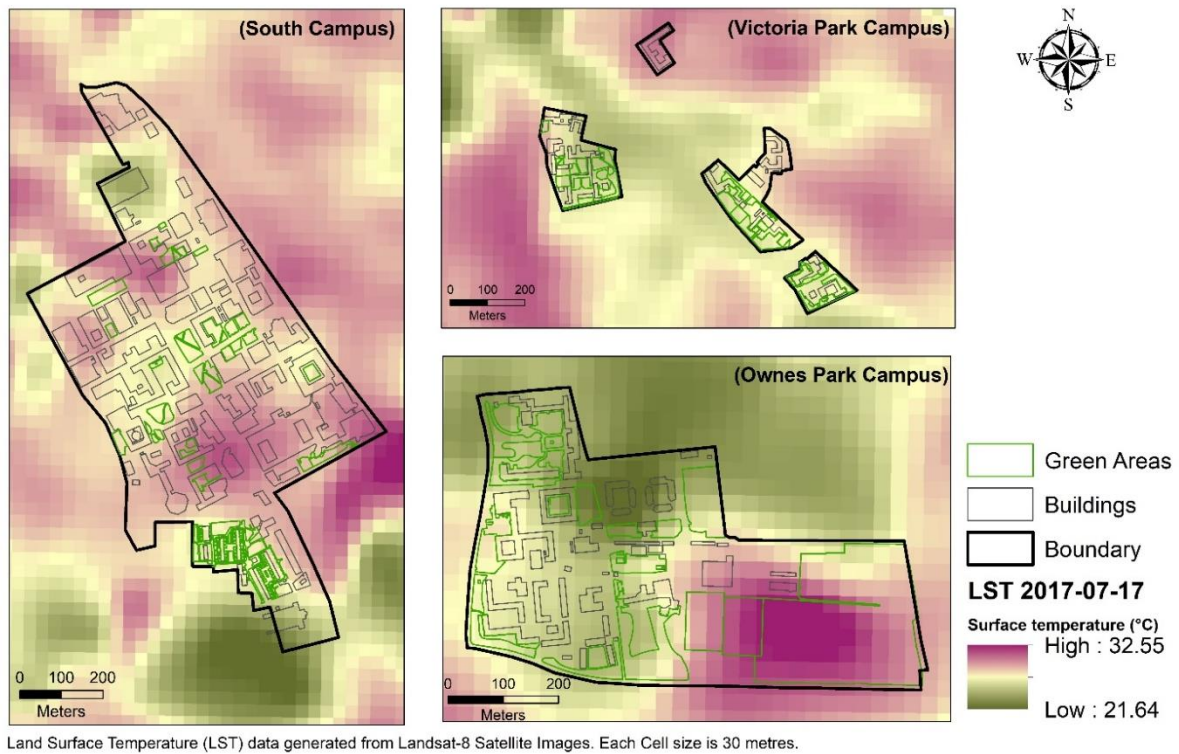 (South Campus)
0 100 200
Meters
(Victoria Park Campus)
0 100 200
Meters
(Ownes Park Campus)
0 100 200
Meters
N
W E
S
Green Areas
Buildings
Boundary
LST 2017-07-17
Surface temperature (°C)
High : 32.55
Low : 21.64
Land Surface Temperature (LST) data generated from Landsat-8 Satellite Images. Each Cell size is 30 metres.